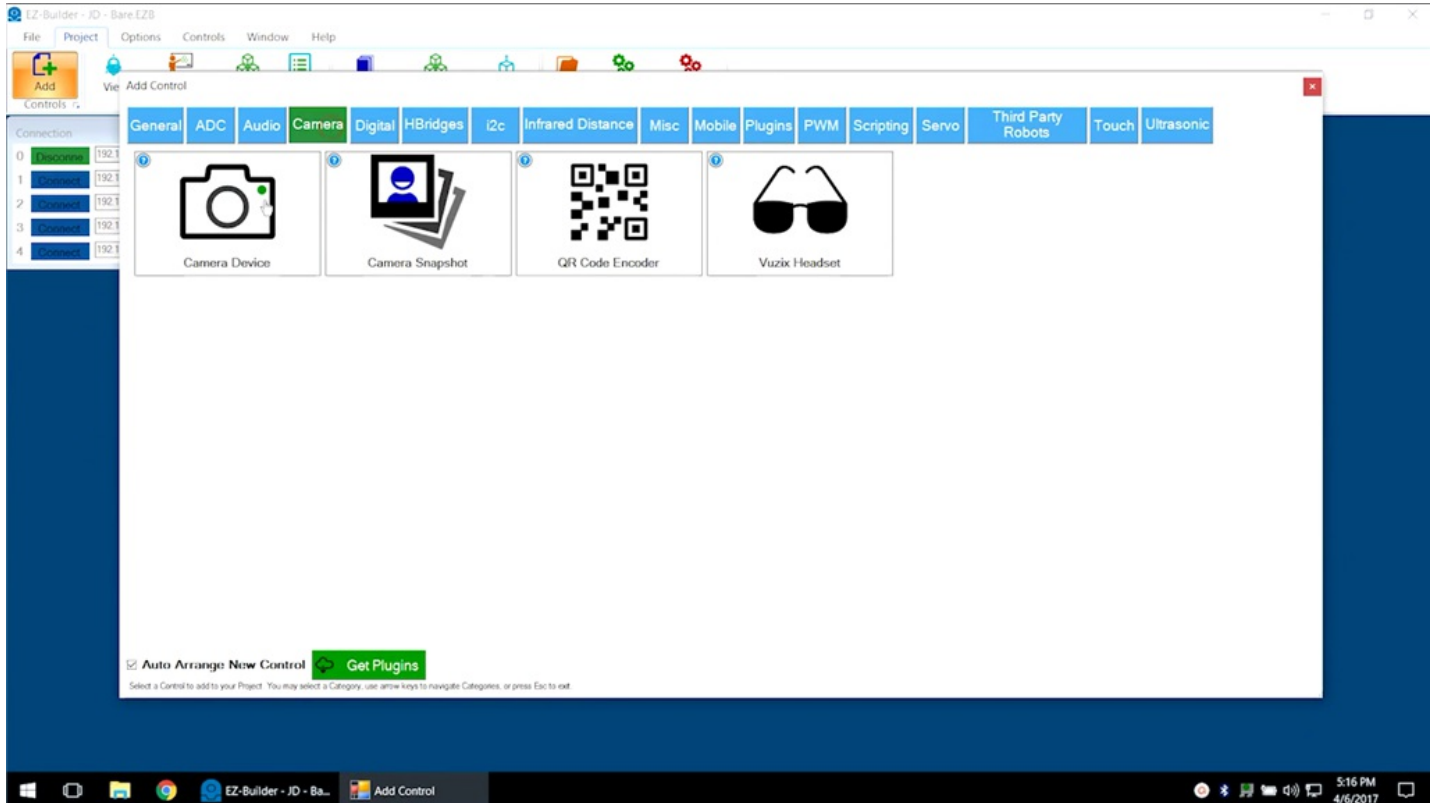 EZ-Builder - JD - Bare.EZB
File Project Options Controls Window Help
Add
Vie
Controls
Add Control
General ADC Audio Camera Digital HBridges i2c Infrared Distance Misc Mobile Plugins PWM Scripting Servo Third Party Robots Touch Ultrasonic
Connection
0 Disconne 192.1
1 Connect 192.1
2 Connect 192.1
3 Connect 192.1
4 Connect 192.1
Camera Device Camera Snapshot QR Code Encoder Vuzix Headset
Auto Arrange New Control Get Plugins
Select a Control to add to your Project. You may select a Category, use arrow keys to navigate Categories, or press Esc to exit
EZ-Builder - JD - Ba... Add Control
5:16 PM
4/6/2017